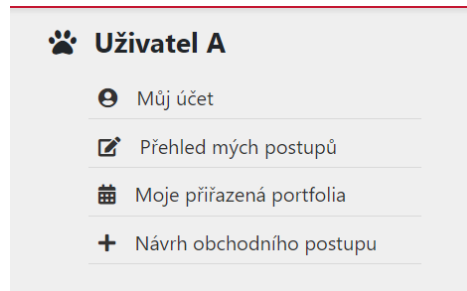 Uživatel A
Můj účet
Přehled mých postupů
Moje přiřazená portfolia
Návrh obchodního postupu